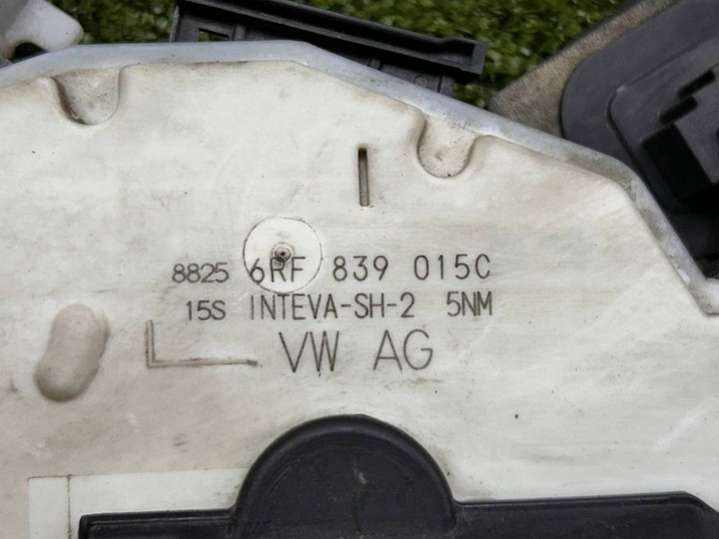 8825 6RF 839 015C
15S INTEVA-SH-2 5NM
VW AG